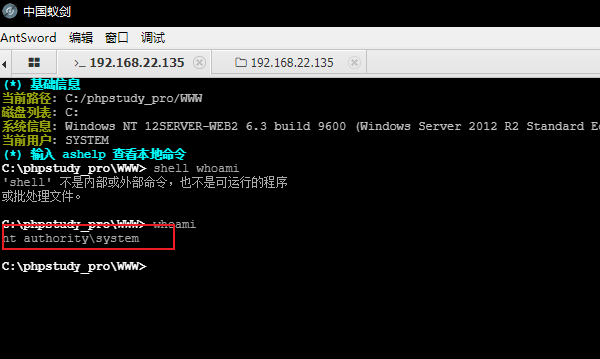 中国蚁剑
AntSword 编辑 窗口 调试
>_ 192.168.22.135 192.168.22.135
(*) 基础信息
当前路径: C:/phpstudy_pro/WWW
磁盘列表: C:
系统信息: Windows NT 12SERVER-WEB2 6.3 build 9600 (Windows Server 2012 R2 Standard Ed
当前用户: SYSTEM
(*) 输入 ashelp 查看本地命令
C:\phpstudy_pro\WWW> shell whoami
'shell' 不是内部或外部命令，也不是可运行的程序
或批处理文件。
C:\phpstudy_pro\WWW> whoami
nt authority\system
C:\phpstudy_pro\WWW>